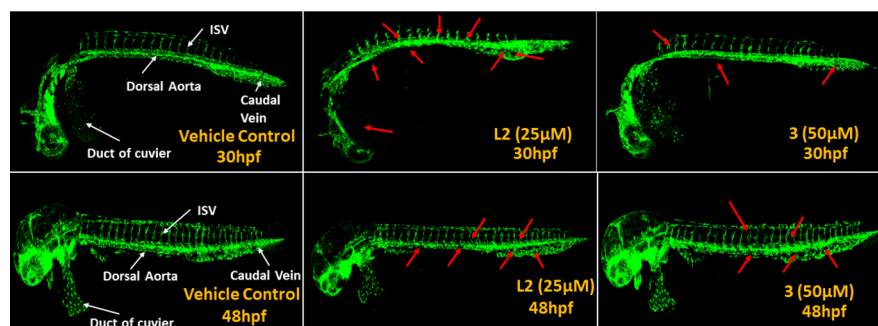 ISV
Dorsal Aorta
Caudal
Vein
Duct of cuvier
Vehicle Control
30hpf
L2 (25µM)
30hpf
3 (50µM)
30hpf
ISV
Dorsal Aorta
Caudal Vein
Duct of cuvier
Vehicle Control
48hpf
L2 (25µM)
48hpf
3 (50µM)
48hpf